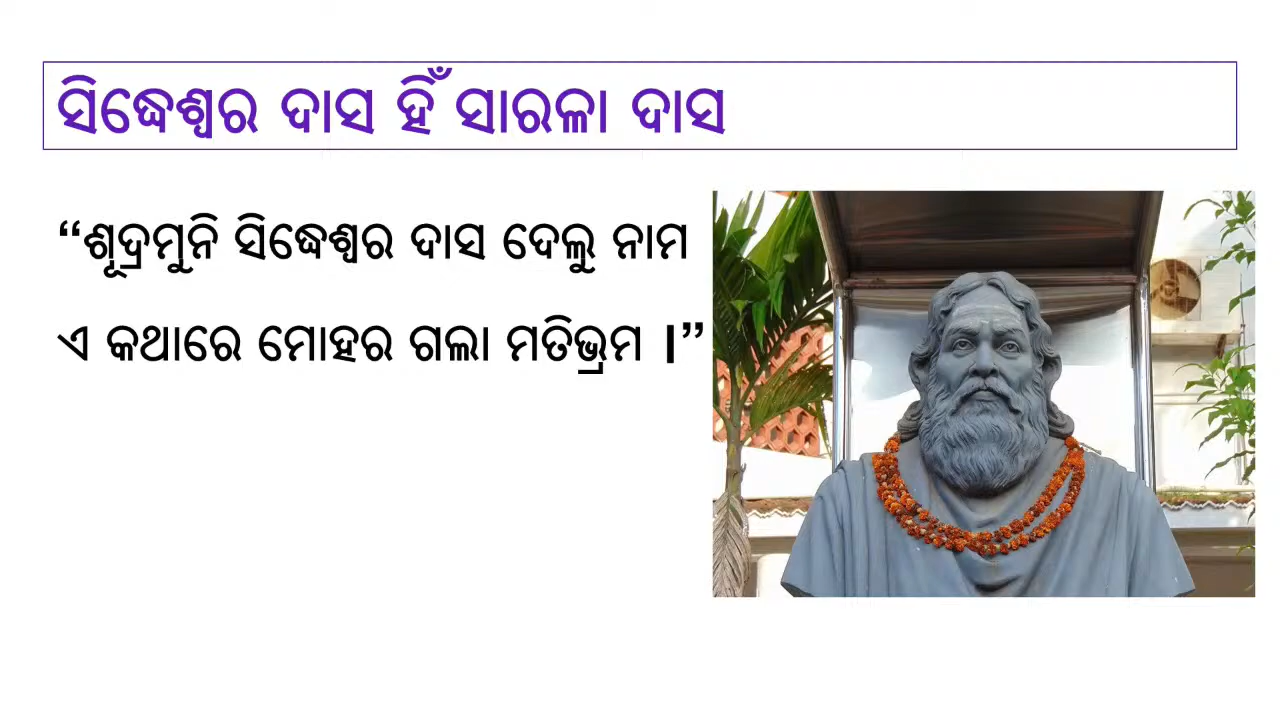 ସିଦ୍ଧେଶ୍ୱର ଦାସ ହିଁ ସାରଳା ଦାସ
“ଶୂଦ୍ରମୁନି ସିଦ୍ଧେଶ୍ୱର ଦାସ ଦେଲୁ ନାମ
ଏ କଥାରେ ମୋହର ଗଲା ମତିଭ୍ରମ ।”